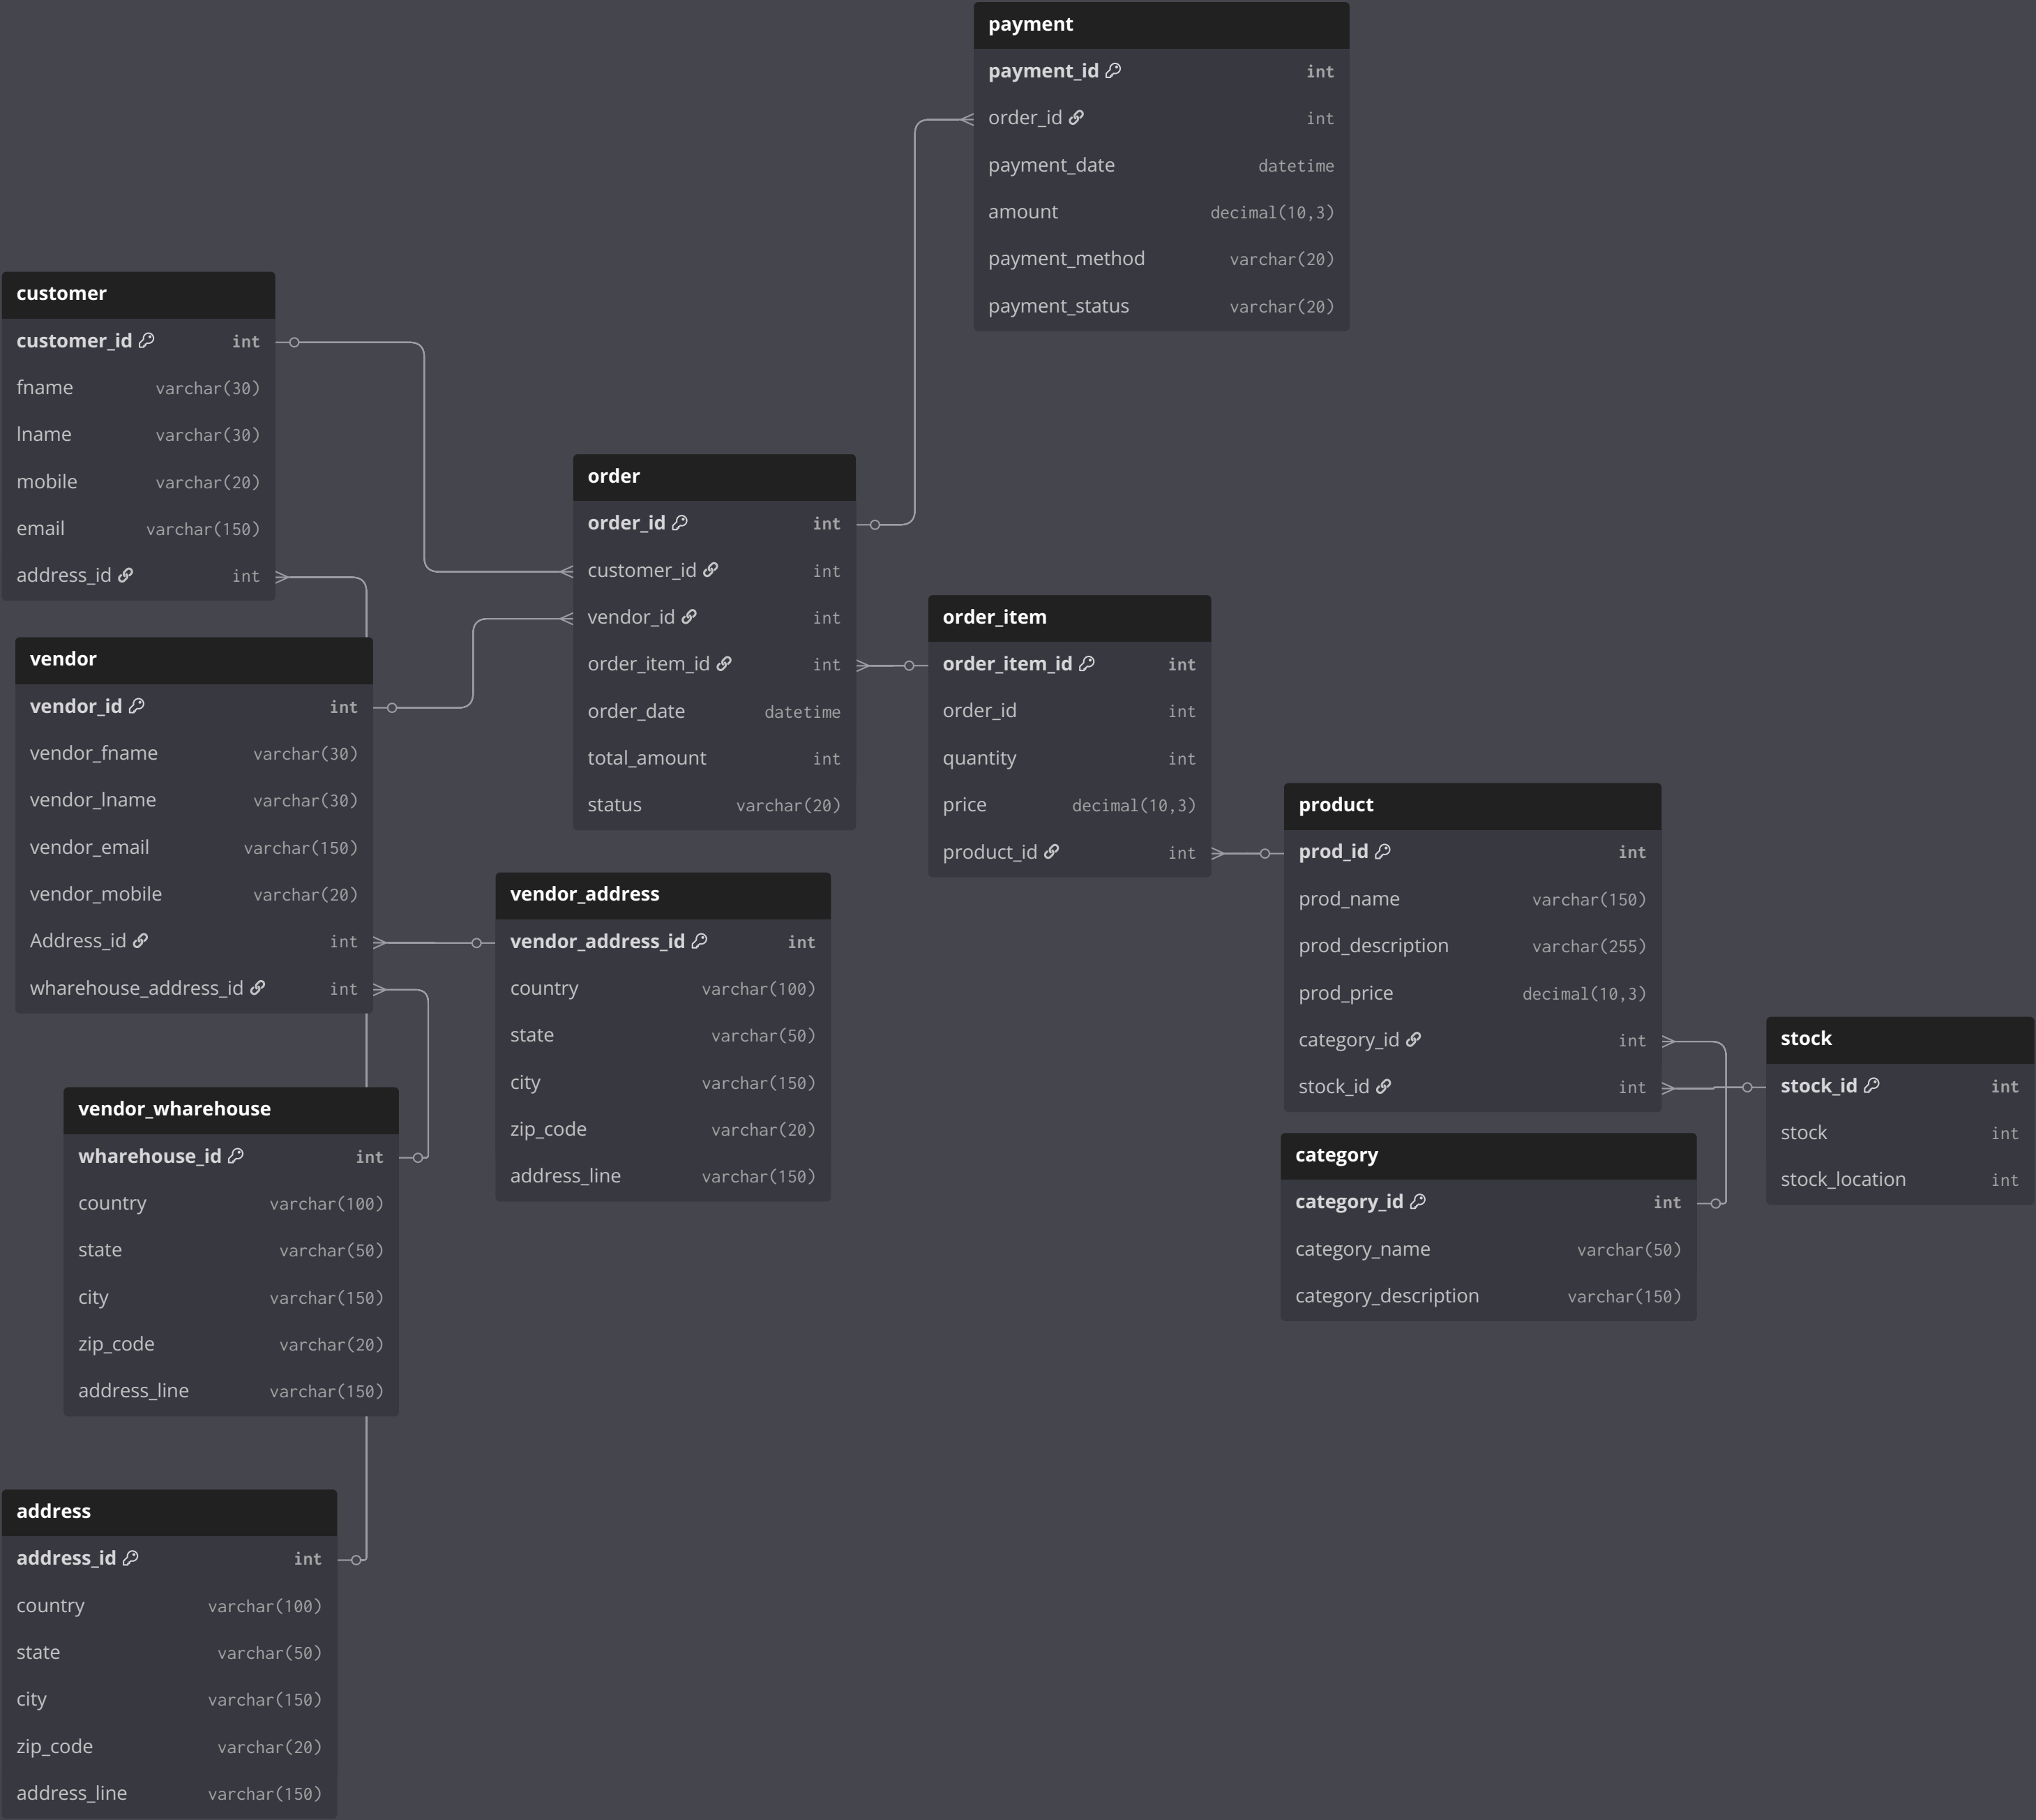 payment
payment_id int
order_id int
payment_date datetime
amount decimal(10,3)
payment_method varchar(20)
payment_status varchar(20)
customer
customer_id int
fname varchar(30)
lname varchar(30)
mobile varchar(20)
email varchar(150)
address_id int
order
order_id int
customer_id int
vendor_id int
order_item_id int
order_date datetime
total_amount int
status varchar(20)
order_item
order_item_id int
order_id int
quantity int
price decimal(10,3)
product_id int
vendor
vendor_id int
vendor_fname varchar(30)
vendor_lname varchar(30)
vendor_email varchar(150)
vendor_mobile varchar(20)
Address_id int
wharehouse_address_id int
product
prod_id int
prod_name varchar(150)
prod_description varchar(255)
prod_price decimal(10,3)
category_id int
stock_id int
vendor_address
vendor_address_id int
country varchar(100)
state varchar(50)
city varchar(150)
zip_code varchar(20)
address_line varchar(150)
stock
stock_id int
stock int
stock_location int
vendor_wharehouse
wharehouse_id int
country varchar(100)
state varchar(50)
city varchar(150)
zip_code varchar(20)
address_line varchar(150)
category
category_id int
category_name varchar(50)
category_description varchar(150)
address
address_id int
country varchar(100)
state varchar(50)
city varchar(150)
zip_code varchar(20)
address_line varchar(150)